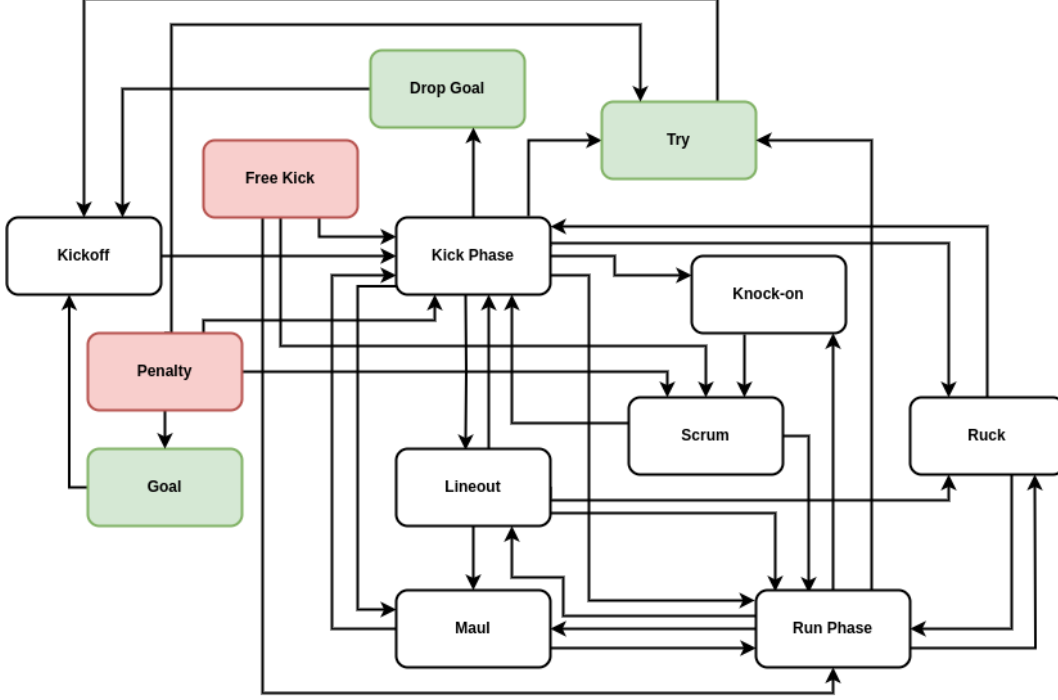 Drop Goal
Try
Free Kick
Kickoff
Kick Phase
Knock-on
Penalty
Scrum
Ruck
Goal
Lineout
Maul
Run Phase